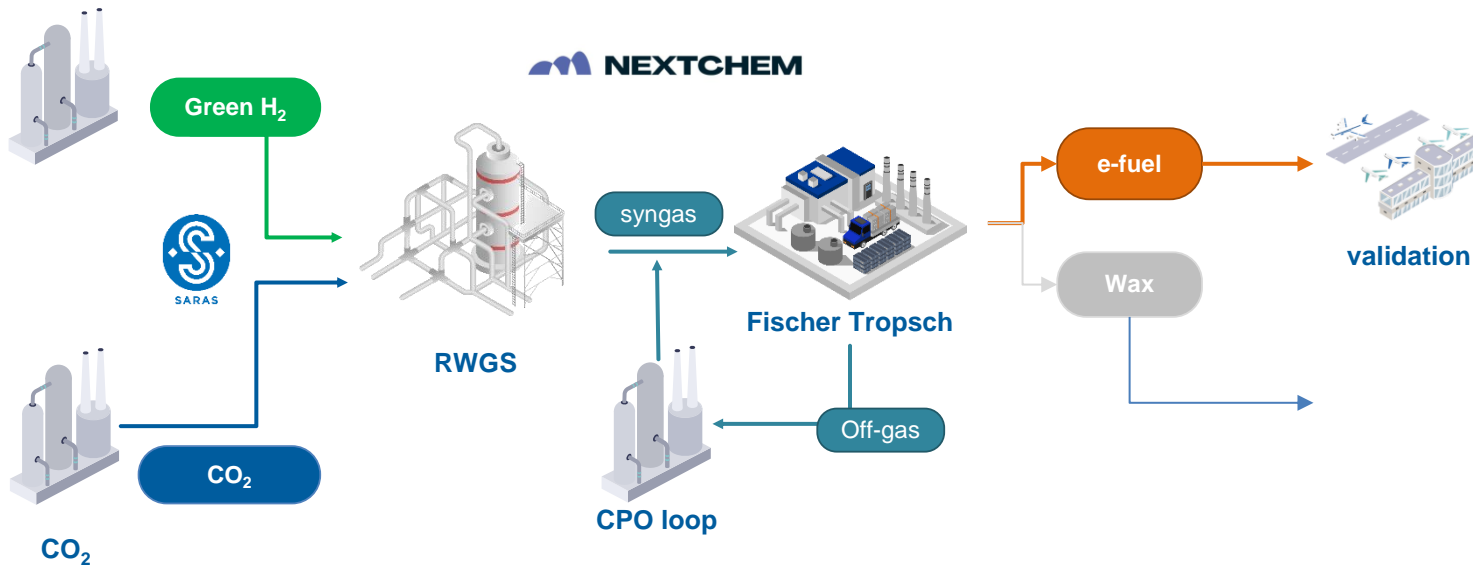 NEXTCHEM
Green H₂
SARAS
CO₂
CO₂
RWGS
syngas
Fischer Tropsch
Off-gas
CPO loop
e-fuel
Wax
validation